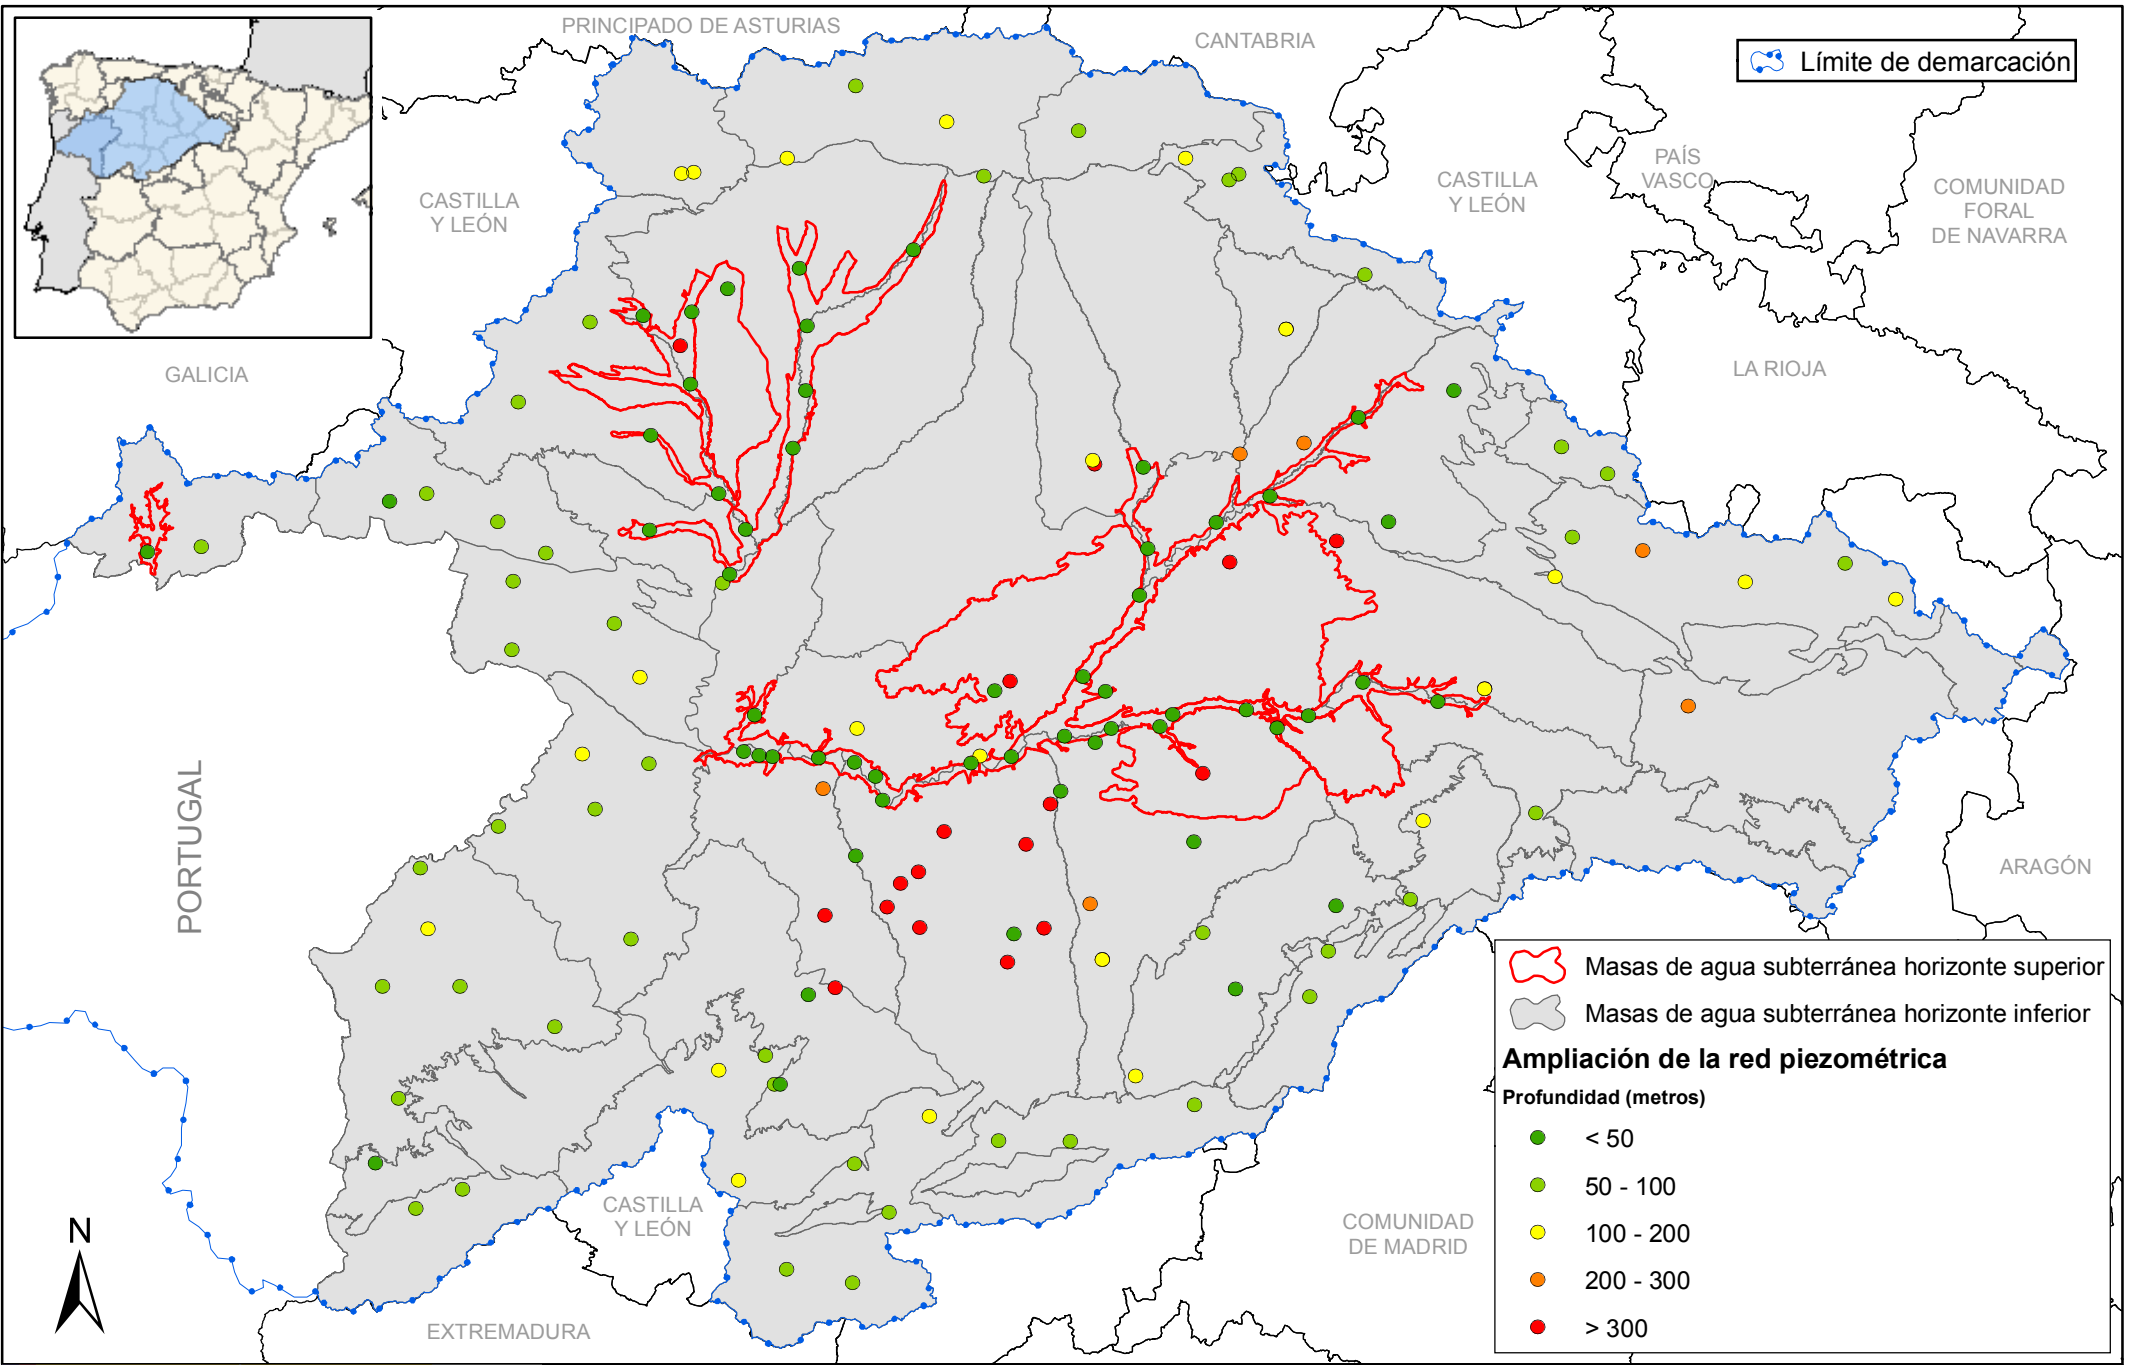 PRINCIPADO DE ASTURIAS
CANTABRIA
Límite de demarcación
CASTILLA
Y LEÓN
PAÍS
VASCO
CASTILLA
Y LEÓN
COMUNIDAD
FORAL
DE NAVARRA
GALICIA
LA RIOJA
PORTUGAL
ARAGÓN
Masas de agua subterránea horizonte superior
Masas de agua subterránea horizonte inferior
Ampliación de la red piezométrica
Profundidad (metros)
< 50
50 - 100
100 - 200
200 - 300
> 300
CASTILLA
Y LEÓN
COMUNIDAD
DE MADRID
N
EXTREMADURA